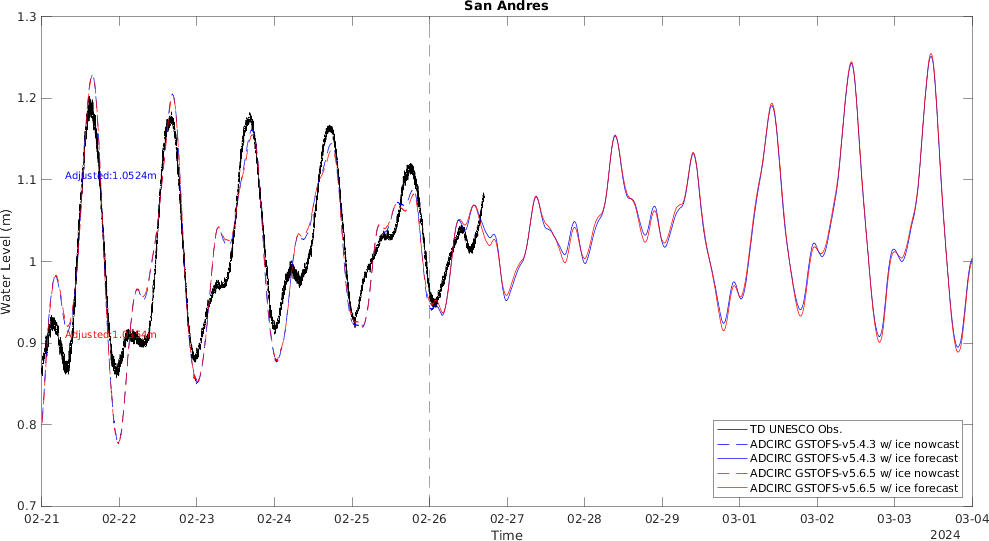 San Andres
1.3
1.2
1.1
1
0.9
0.8
0.7
Water Level (m)
Adjusted:1.0524m
02-21
02-22
02-23
02-24
02-25
02-26
02-27
02-28
02-29
03-01
03-02
03-03
03-04
Time
2024
TD UNESCO Obs.
ADCIRC GSTOFS-v5.4.3 w/ ice nowcast
ADCIRC GSTOFS-v5.4.3 w/ ice forecast
ADCIRC GSTOFS-v5.6.5 w/ ice nowcast
ADCIRC GSTOFS-v5.6.5 w/ ice forecast